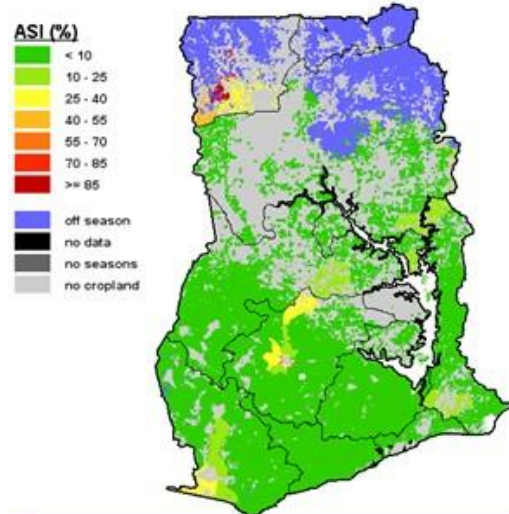 ASI (%)
< 10
10 - 25
25 - 40
40 - 55
55 - 70
70 - 85
>= 85
off season
no data
no seasons
no cropland